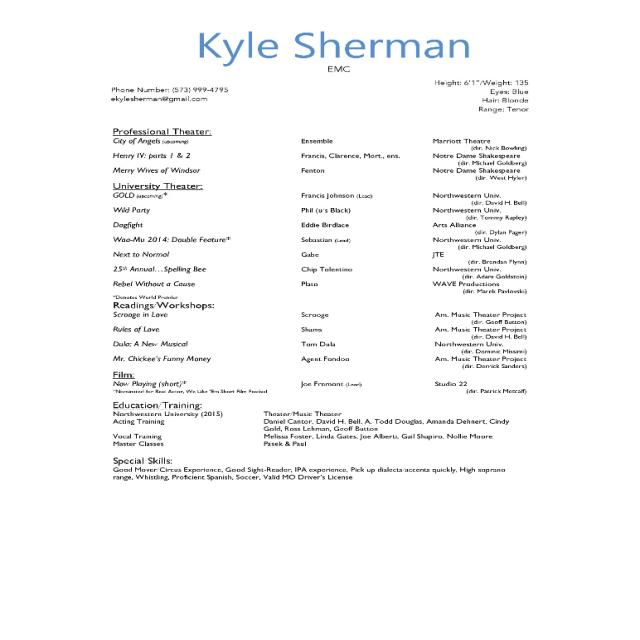 Kyle Sherman
EMC
Phone Number: (573) 999-4795
ekylesherman@gmail.com
Height: 6'1"/Weight: 135
Eyes: Blue
Hair: Blonde
Range: Tenor
Professional Theater:
City of Angels (upcoming) Ensemble Marriott Theatre
(dir. Nick Bowling)
Henry IV: parts 1 & 2 Francis, Clarence, Mort., ens. Notre Dame Shakespeare
(dir. Michael Goldberg)
Merry Wives of Windsor Fenton Notre Dame Shakespeare
(dir. West Hyler)
University Theater:
GOLD (upcoming)* Francis Johnson (Lead) Northwestern Univ.
(dir. David H. Bell)
Wild Party Phil (u/s Black) Northwestern Univ.
(dir. Tommy Rapley)
Dogfight Eddie Birdlace Arts Alliance
(dir. Dylan Pager)
Waa-Mu 2014: Double Feature* Sebastian (Lead) Northwestern Univ.
(dir. Michael Goldberg)
Next to Normal Gabe JTE
(dir. Brendan Flynn)
25th Annual...Spelling Bee Chip Tolentino Northwestern Univ.
(dir. Adam Goldstein)
Rebel Without a Cause Plato WAVE Productions
(dir. Marek Pavlovski)
*Denotes World Premier
Readings/Workshops:
Scrooge in Love Scrooge Am. Music Theater Project
(dir. Geoff Button)
Rules of Love Shams Am. Music Theater Project
(dir. David H. Bell)
Dula: A New Musical Tom Dula Northwestern Univ.
(dir. Dominic Missimi)
Mr. Chickee's Funny Money Agent Fondoo Am. Music Theater Project
(dir. Derrick Sanders)
Film:
Now Playing (short)* Joe Fremont (Lead) Studio 22
(dir. Patrick Metcalf)
*Nominated for Best Actor, We Like 'Em Short Film Festival
Education/Training:
Northwestern University (2015) Theater/Music Theater
Acting Training Daniel Cantor, David H. Bell, A. Todd Douglas, Amanda Dehnert, Cindy
Gold, Ross Lehman, Geoff Button
Vocal Training Melissa Foster, Linda Gates, Joe Alberti, Gail Shapiro, Nollie Moore
Master Classes Pasek & Paul
Special Skills:
Good Mover/Circus Experience, Good Sight-Reader, IPA experience, Pick up dialects/accents quickly, High soprano
range, Whistling, Proficient Spanish, Soccer, Valid MO Driver's License